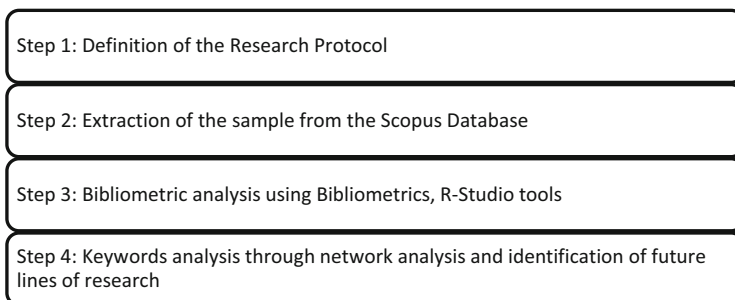 Step 1: Definition of the Research Protocol
Step 2: Extraction of the sample from the Scopus Database
Step 3: Bibliometric analysis using Bibliometrics, R-Studio tools
Step 4: Keywords analysis through network analysis and identification of future
lines of research